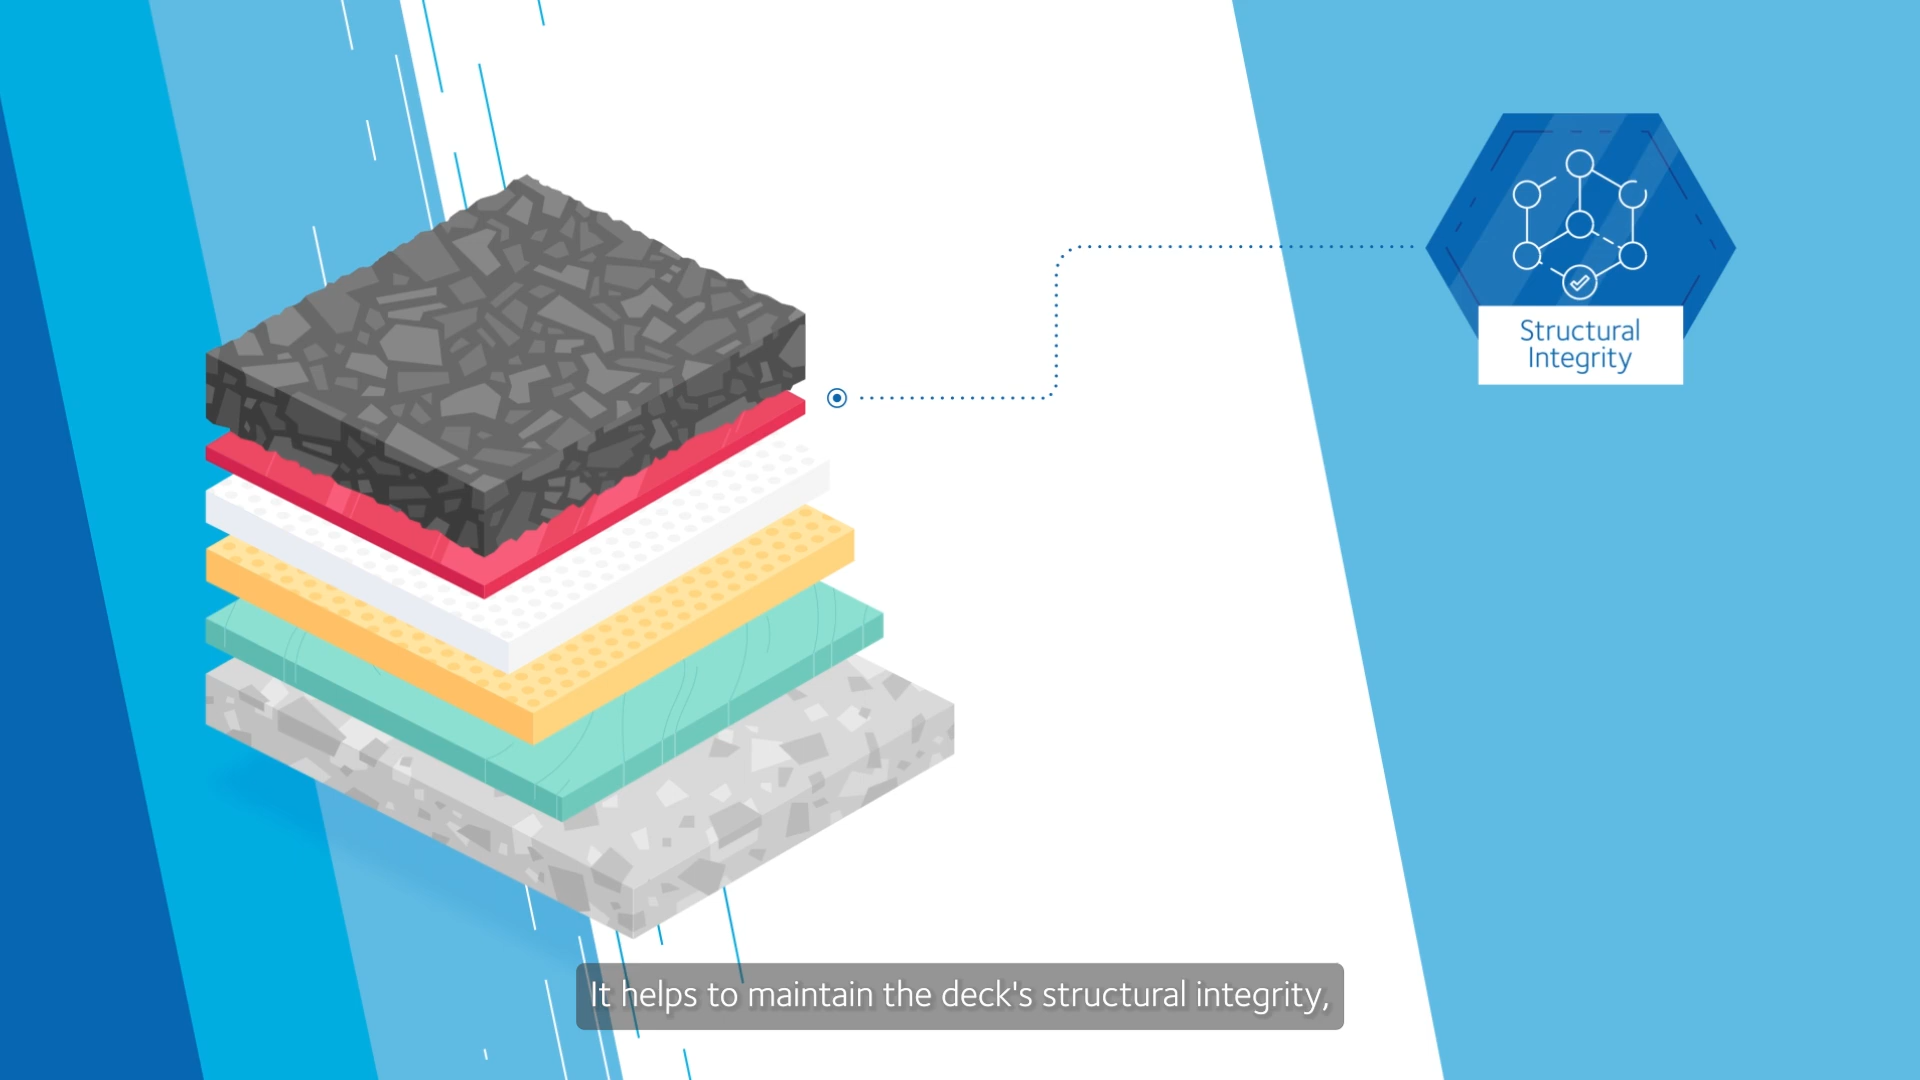 Structural
Integrity
It helps to maintain the deck's structural integrity,